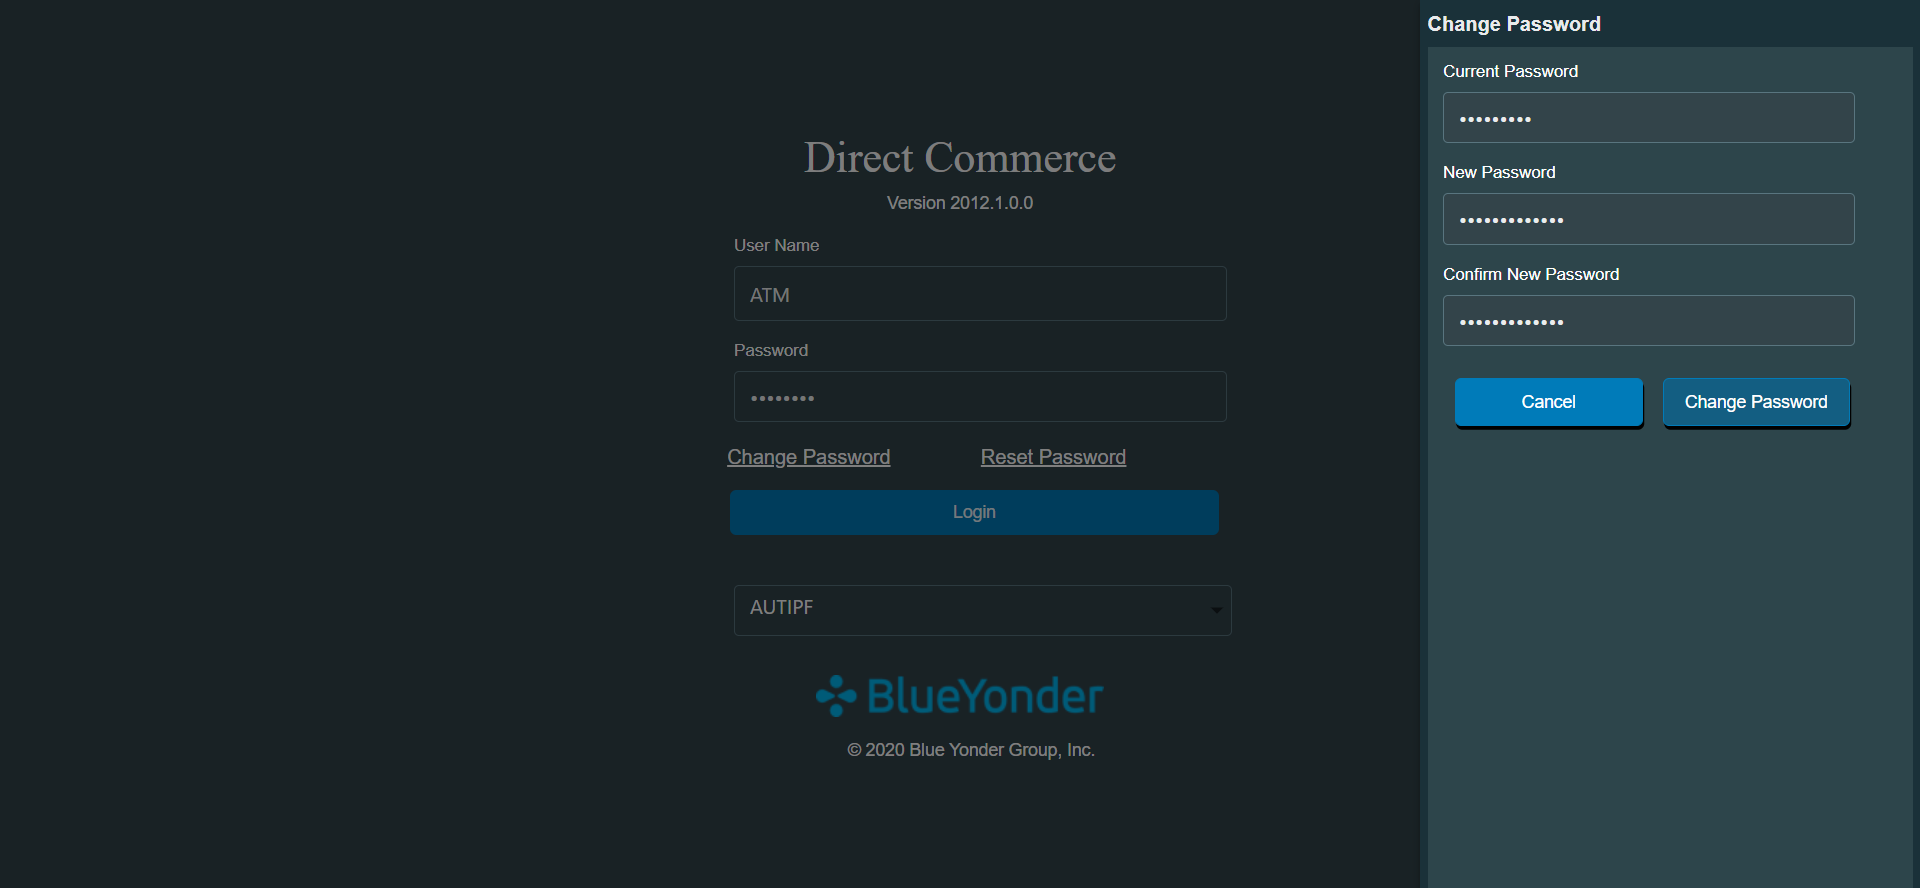 Direct Commerce
Version 2012.1.0.0
User Name
ATM
Password
••••••••
Change Password
Reset Password
Login
AUTIPF
BlueYonder
© 2020 Blue Yonder Group, Inc.
Change Password
Current Password
•••••••••
New Password
•••••••••••••
Confirm New Password
•••••••••••••
Cancel
Change Password